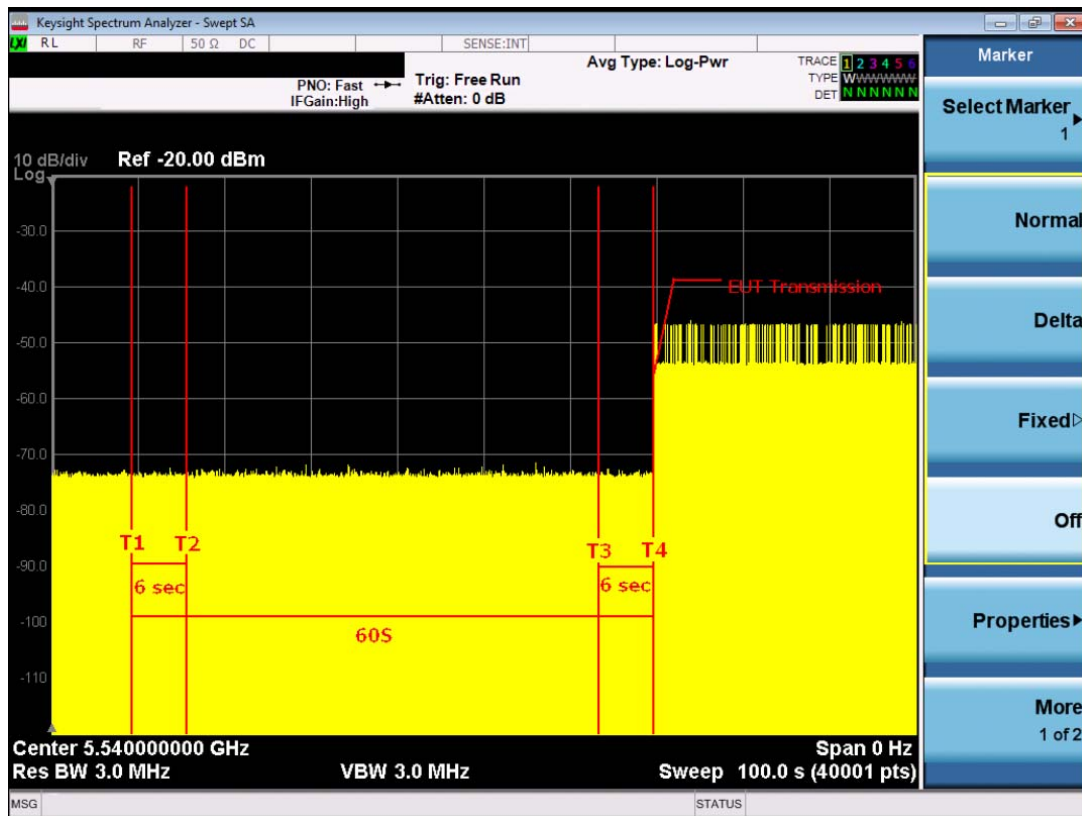 Keysight Spectrum Analyzer - Swept SA
LXI RL RF 50 Ω DC SENSE:INT
Avg Type: Log-Pwr
TRACE 1 2 3 4 5 6
TYPE WWWWWWW
DET N N N N N N
PNO: Fast
IFGain:High
Trig: Free Run
#Atten: 0 dB
10 dB/div Ref -20.00 dBm
Log
-30.0
-40.0
-50.0
-60.0
-70.0
-80.0
-90.0
-100
-110
EUT Transmission
T1 T2 T3 T4
6 sec 6 sec
60S
Center 5.540000000 GHz Span 0 Hz
Res BW 3.0 MHz VBW 3.0 MHz Sweep 100.0 s (40001 pts)
MSG STATUS
Marker
Select Marker
1
Normal
Delta
Fixed
Off
Properties
More
1 of 2